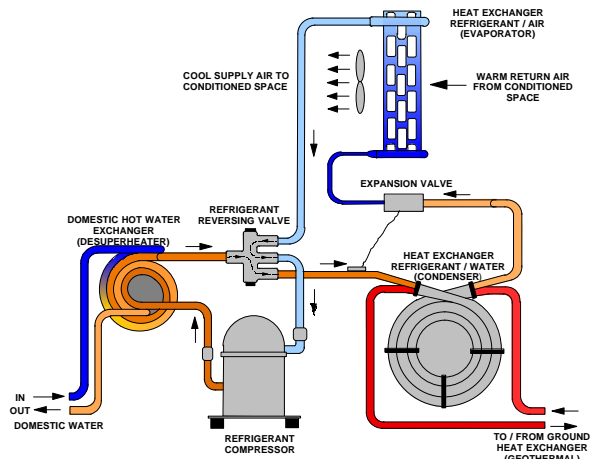 HEAT EXCHANGER
REFRIGERANT / AIR
(EVAPORATOR)
COOL SUPPLY AIR TO
CONDITIONED SPACE
WARM RETURN AIR
FROM CONDITIONED
SPACE
EXPANSION VALVE
REFRIGERANT
REVERSING VALVE
DOMESTIC HOT WATER
EXCHANGER
(DESUPERHEATER)
HEAT EXCHANGER
REFRIGERANT / WATER
(CONDENSER)
IN
OUT
DOMESTIC WATER
REFRIGERANT
COMPRESSOR
TO / FROM GROUND
HEAT EXCHANGER
(GEOTHERMAL)